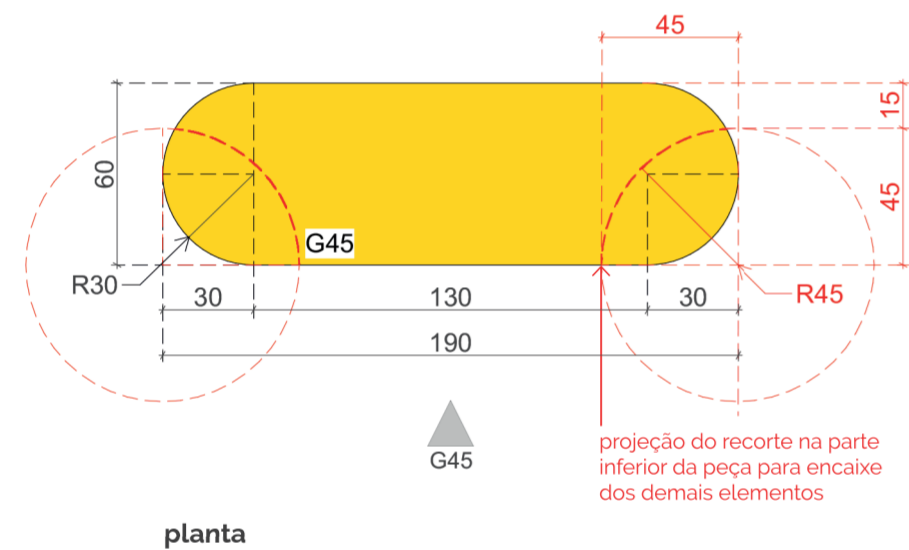 45
15
60
45
G45
R30
30
130
30
R45
190
G45
projeção do recorte na parte
inferior da peça para encaixe
dos demais elementos
planta